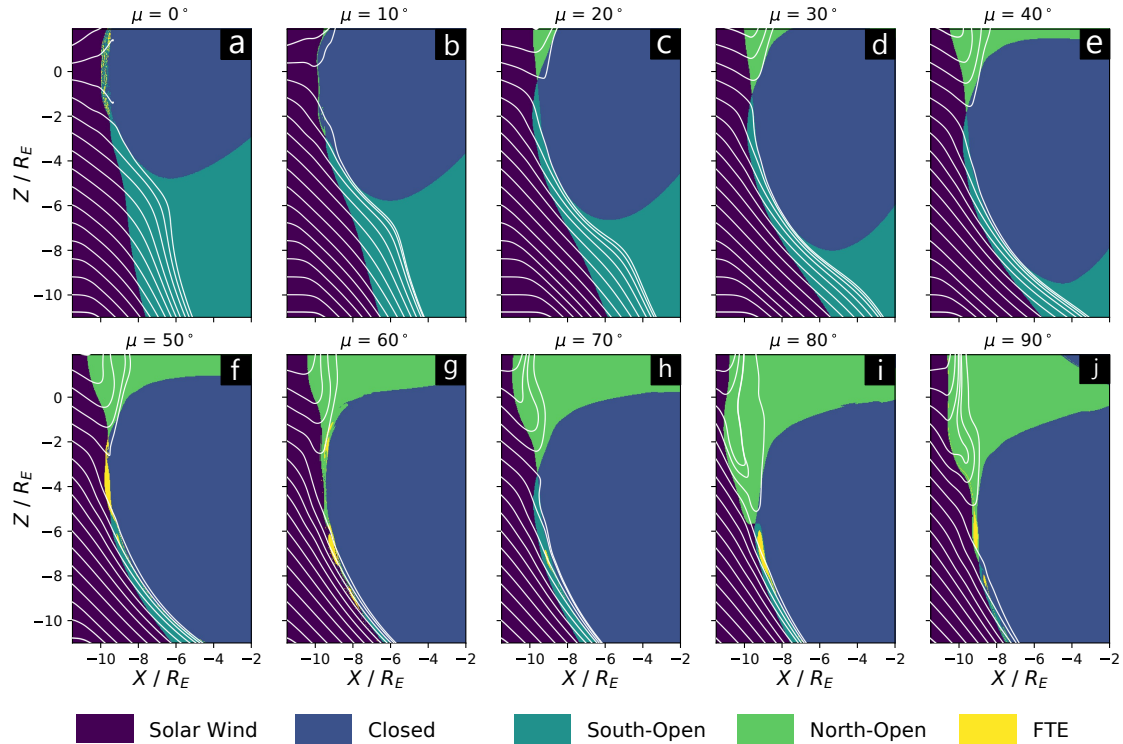 μ = 0° μ = 10° μ = 20° μ = 30° μ = 40°
a b c d e
0
−2
−4
−6
−8
−10
Z / R_E
μ = 50° μ = 60° μ = 70° μ = 80° μ = 90°
f g h i j
0
−2
−4
−6
−8
−10
Z / R_E
−10 −8 −6 −4 −2 −10 −8 −6 −4 −2 −10 −8 −6 −4 −2 −10 −8 −6 −4 −2 −10 −8 −6 −4 −2
X / R_E X / R_E X / R_E X / R_E X / R_E
Solar Wind Closed South-Open North-Open FTE